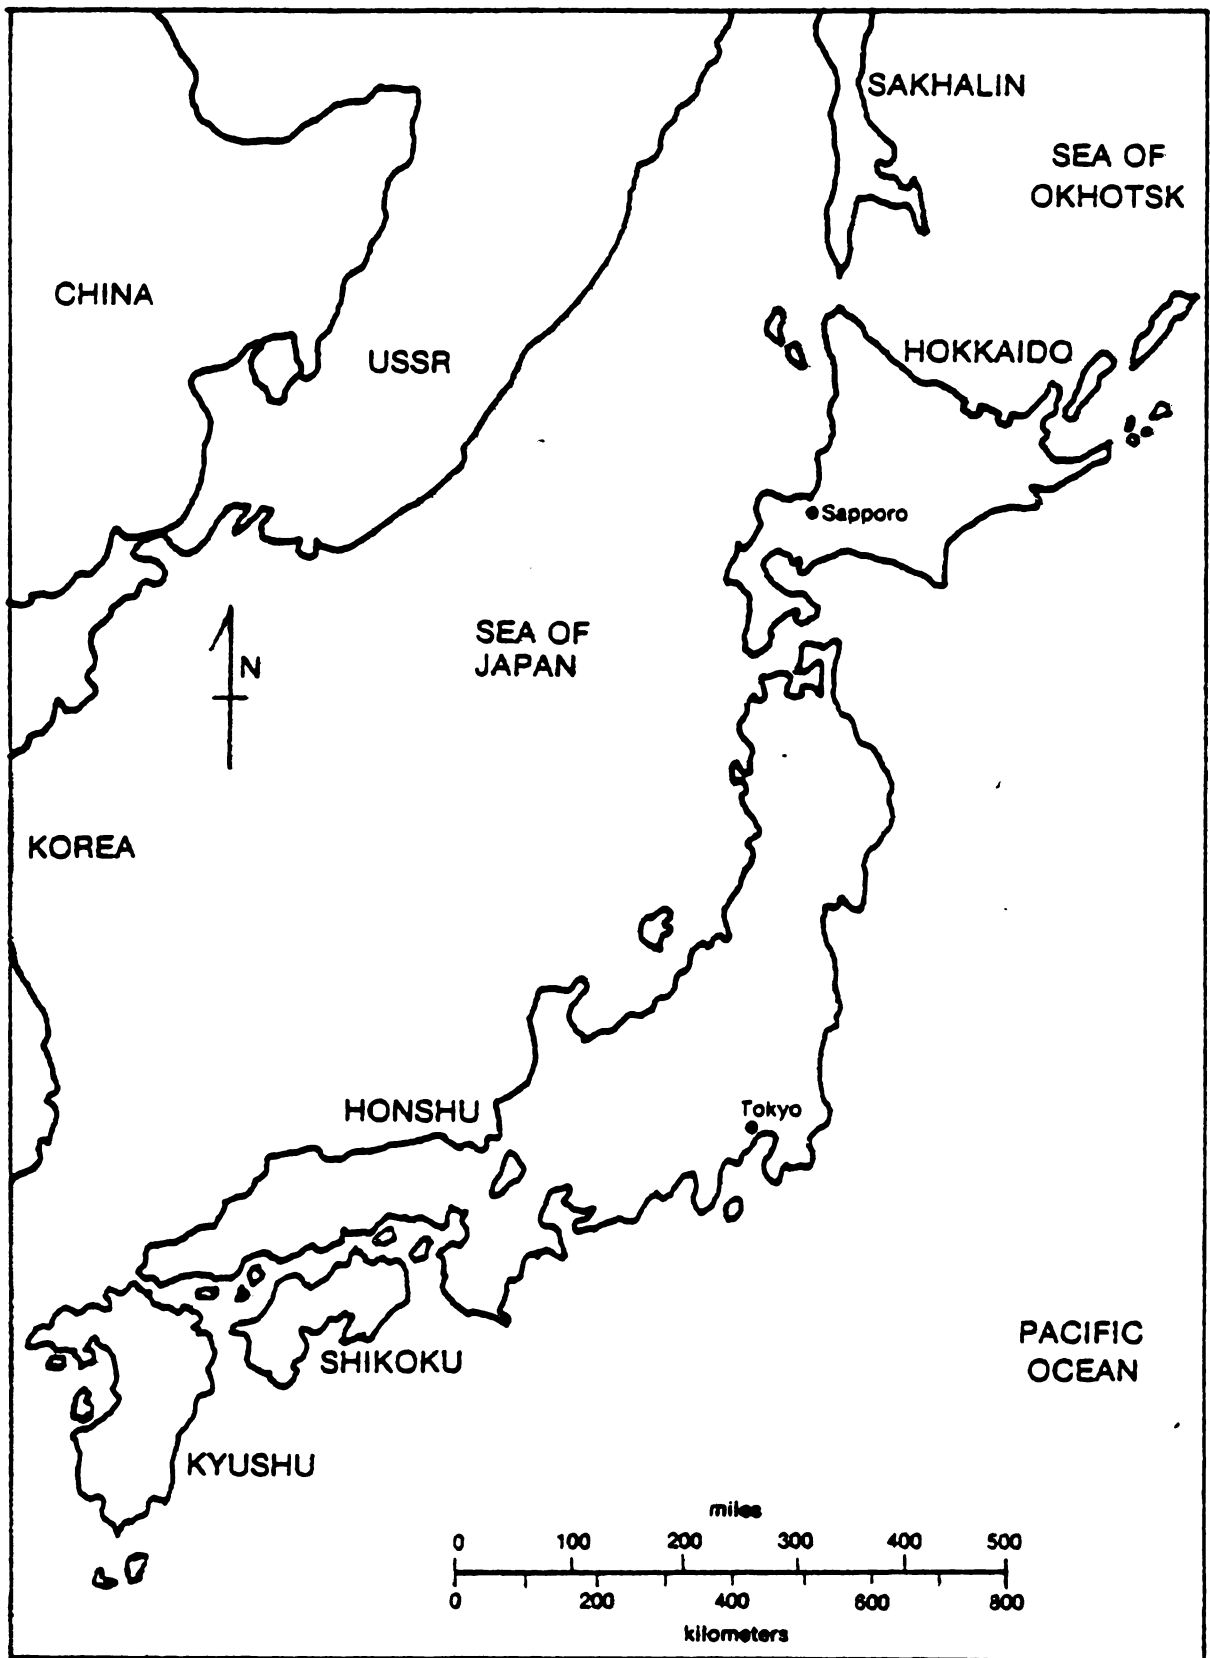 SAKHALIN
SEA OF
OKHOTSK
CHINA
USSR
HOKKAIDO
Sapporo
SEA OF
JAPAN
N
KOREA
HONSHU
Tokyo
PACIFIC
OCEAN
SHIKOKU
KYUSHU
miles
0 100 200 300 400 500
0 200 400 600 800
kilometers